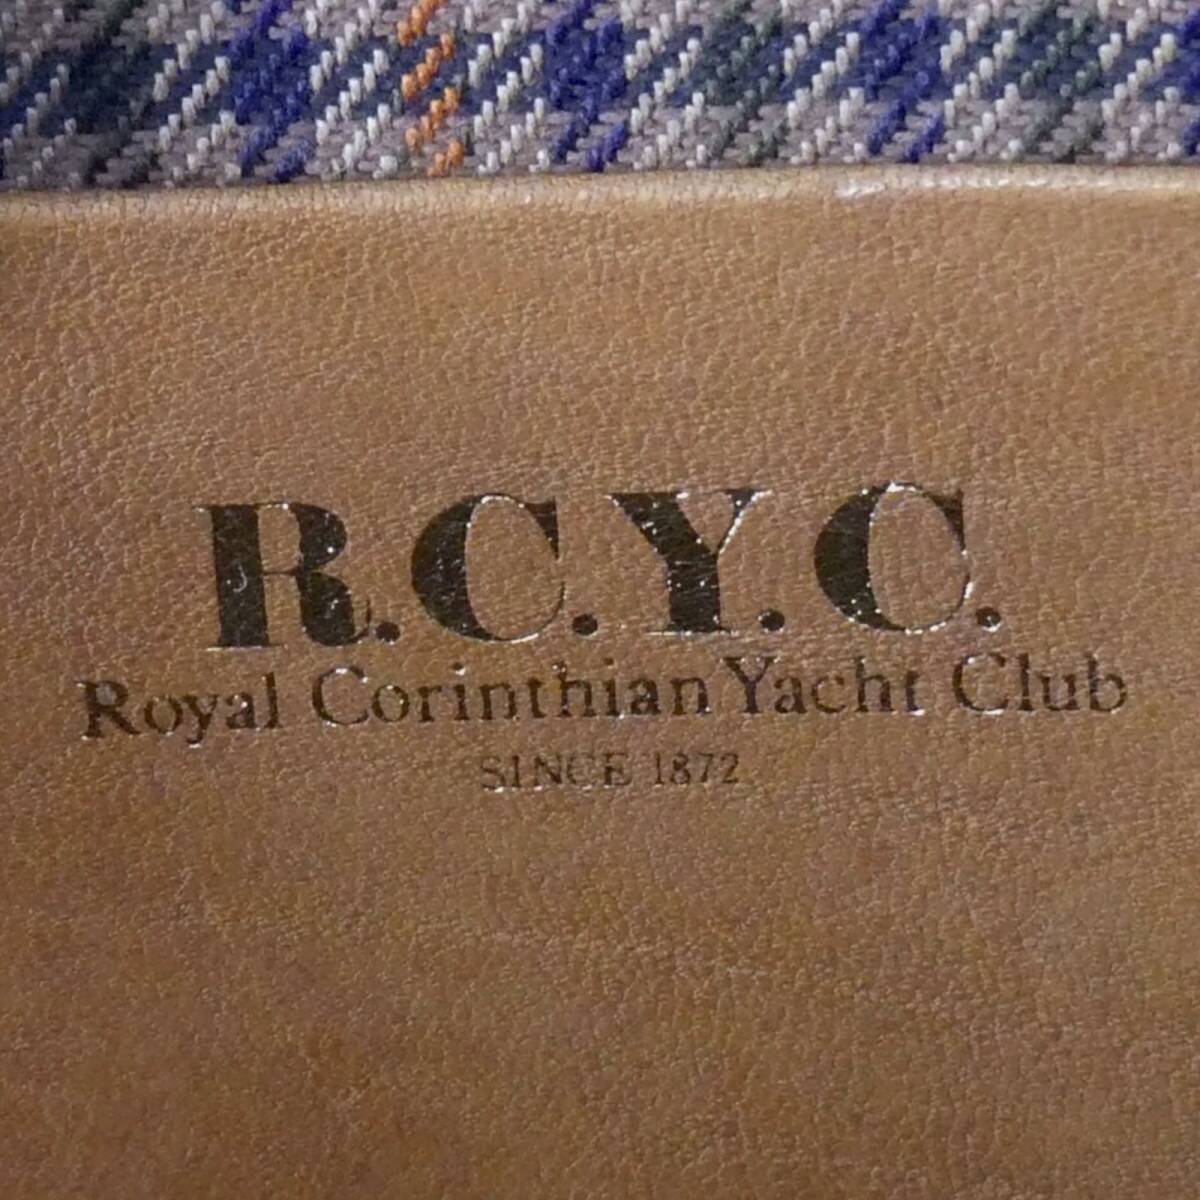 R.C.Y.C.
Royal Corinthian Yacht Club
SINCE 1872